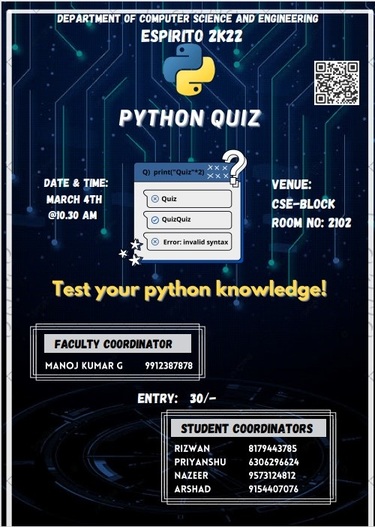 DEPARTMENT OF COMPUTER SCIENCE AND ENGINEERING
ESPIRITO 2K22
PYTHON QUIZ
Q) print("Quiz"*2)
Quiz
QuizQuiz
Error: invalid syntax
DATE & TIME:
MARCH 4TH
@10.30 AM
VENUE:
CSE-BLOCK
ROOM NO: 2102
Test your python knowledge!
FACULTY COORDINATOR
MANOJ KUMAR G 9912387878
ENTRY: 30/-
STUDENT COORDINATORS
RIZWAN 8179443785
PRIYANSHU 6306296624
NAZEER 9573124812
ARSHAD 9154407076